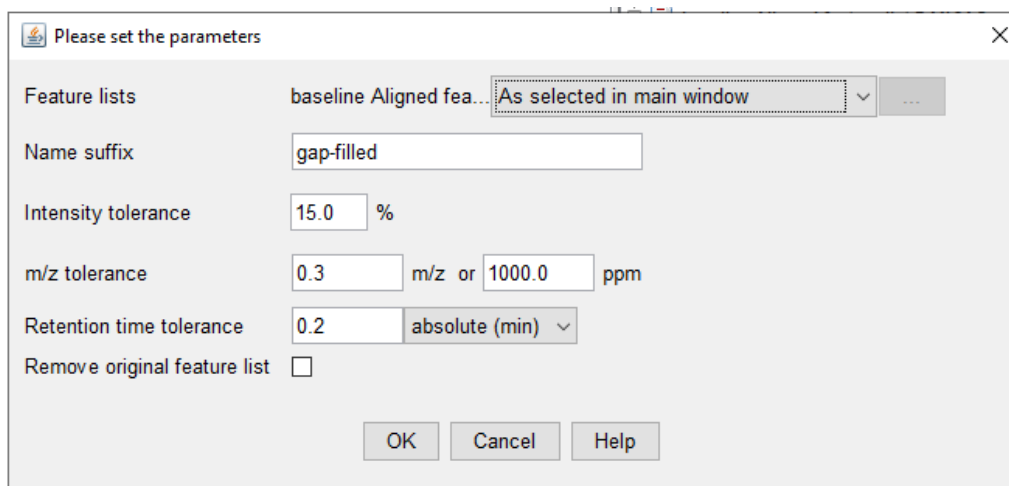 Please set the parameters
Feature lists baseline Aligned fea... As selected in main window ...
Name suffix gap-filled
Intensity tolerance 15.0 %
m/z tolerance 0.3 m/z or 1000.0 ppm
Retention time tolerance 0.2 absolute (min)
Remove original feature list
OK Cancel Help